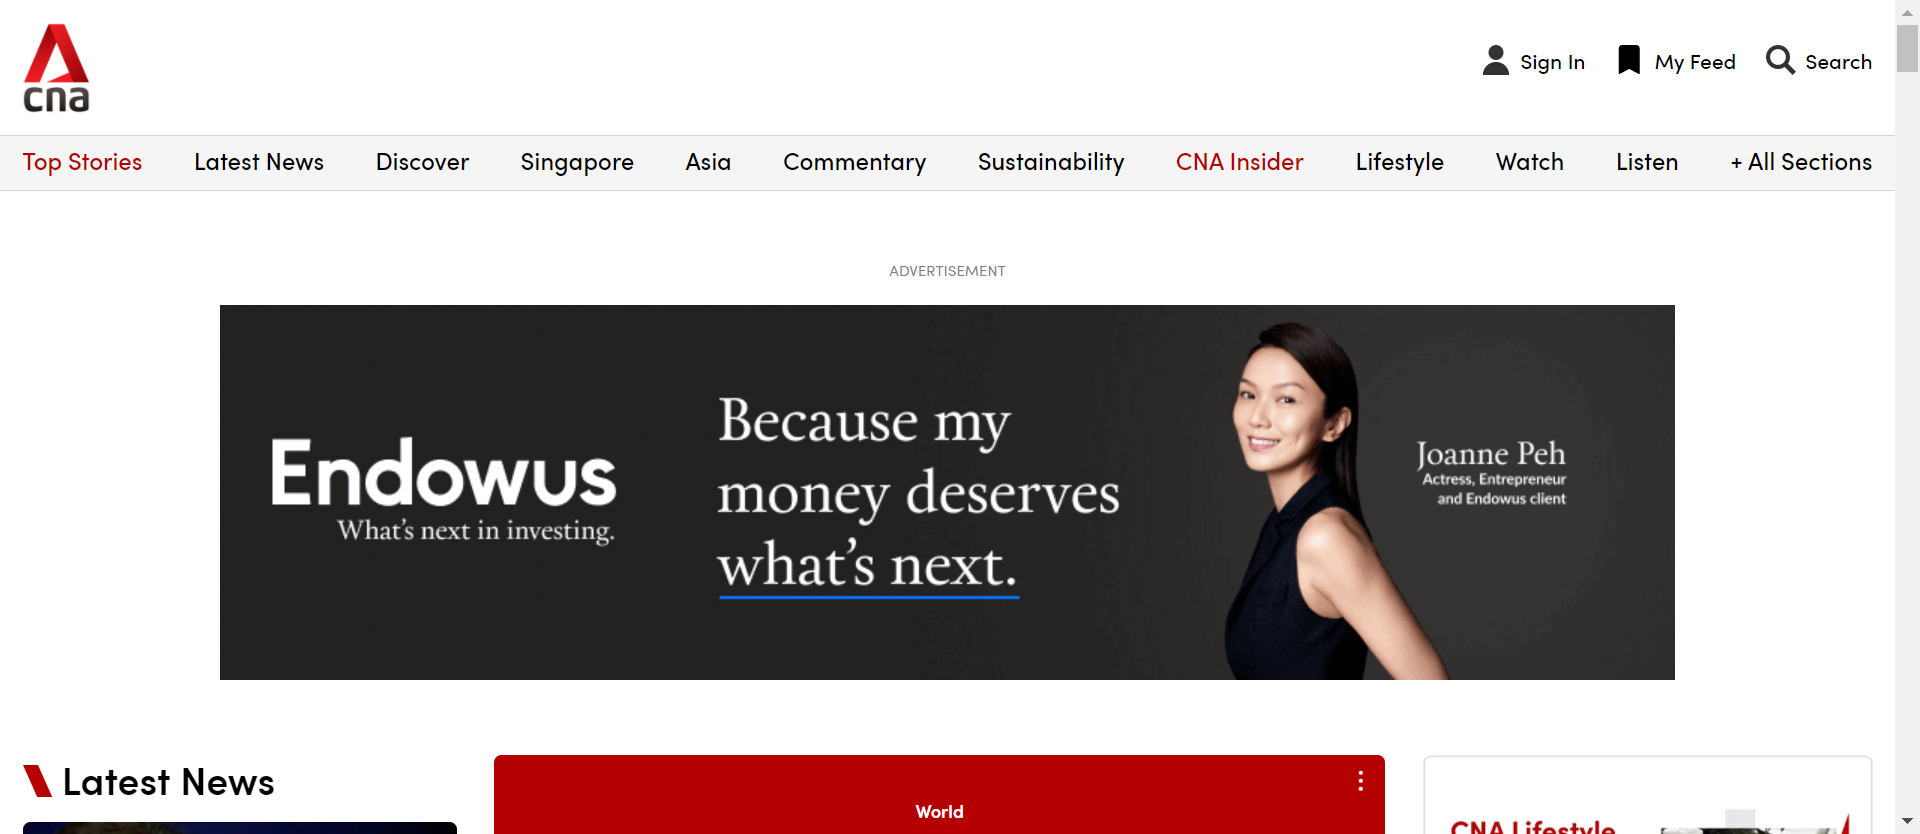 cna
Sign In
My Feed
Search
Top Stories
Latest News
Discover
Singapore
Asia
Commentary
Sustainability
CNA Insider
Lifestyle
Watch
Listen
+ All Sections
ADVERTISEMENT
Endowus
What's next in investing.
Because my
money deserves
what's next.
Joanne Peh
Actress, Entrepreneur
and Endowus client
Latest News
World
CNA Lifestyle